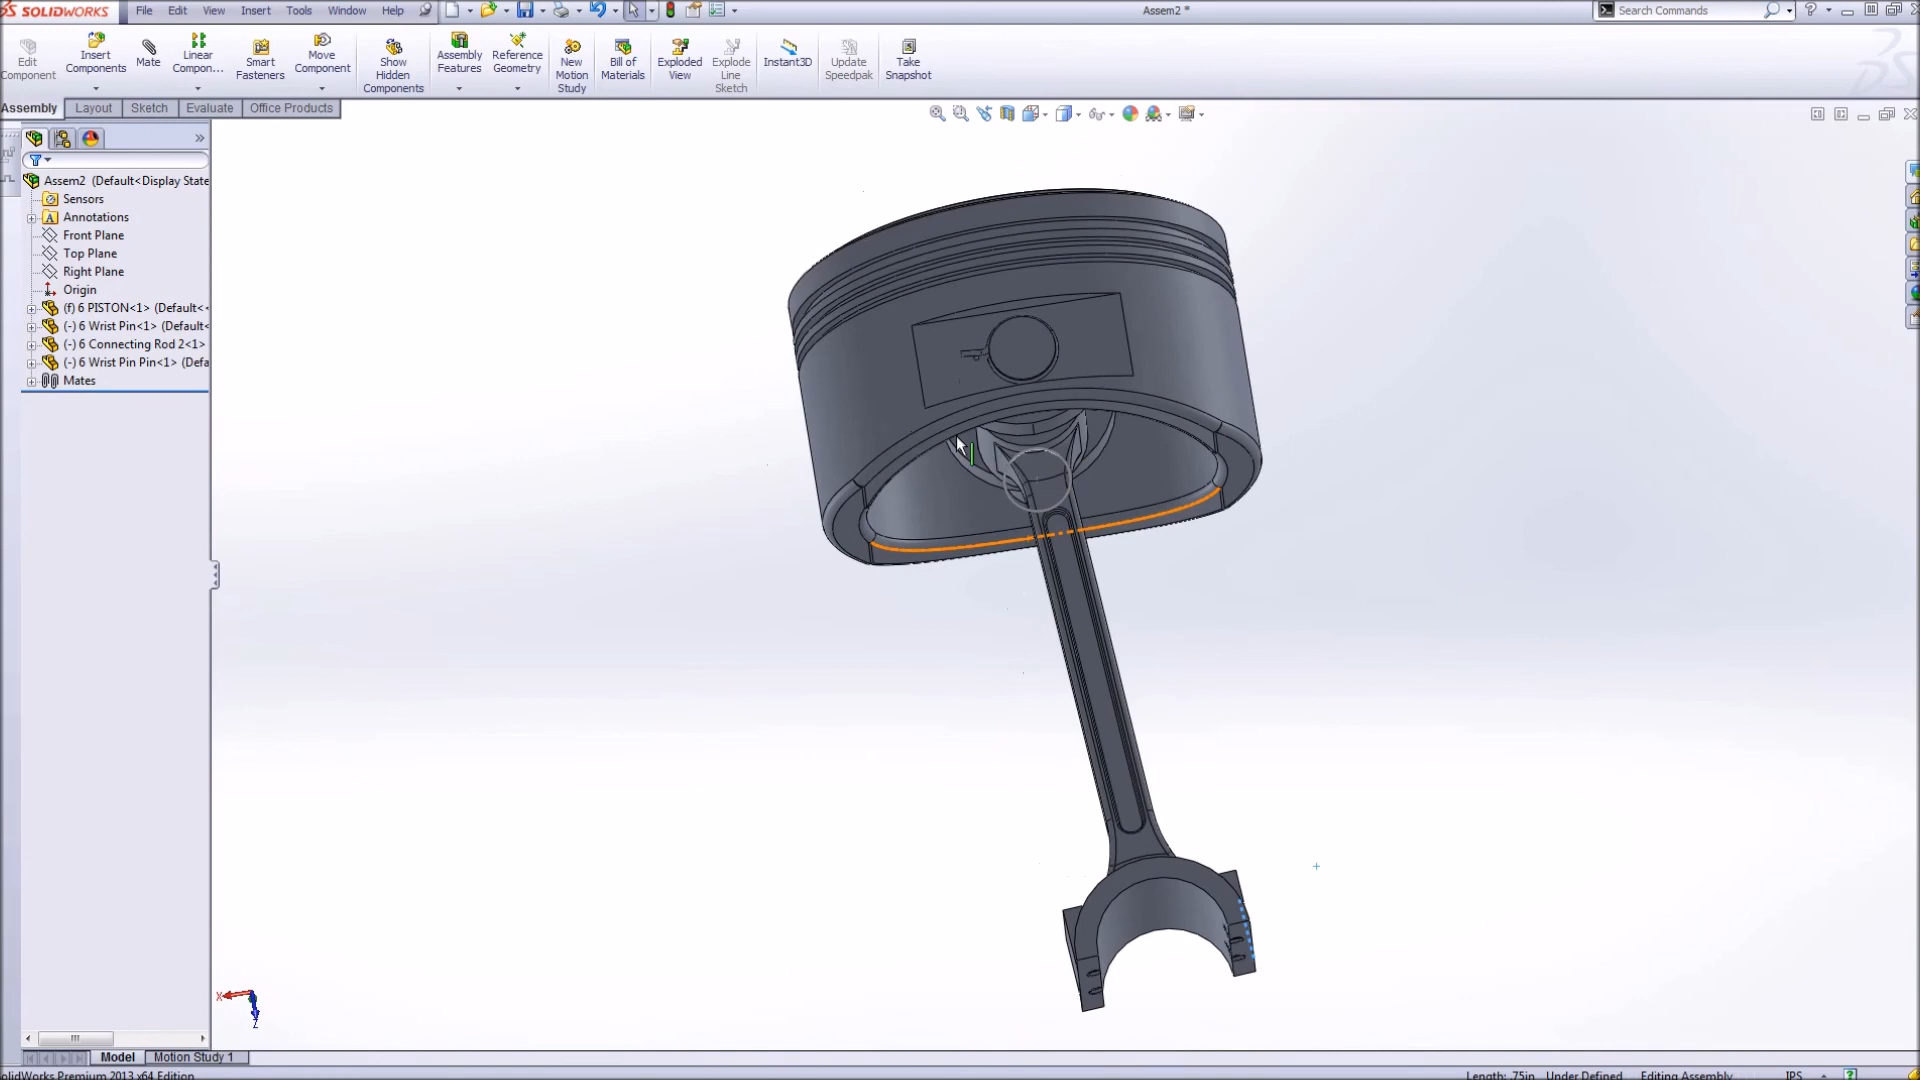 SOLIDWORKS File Edit View Insert Tools Window Help Assem2 * Search Commands
Edit Component
Insert Components
Mate
Linear Compon...
Smart Fasteners
Move Component
Show Hidden Components
Assembly Features
Reference Geometry
New Motion Study
Bill of Materials
Exploded View
Explode Line Sketch
Instant3D
Update Speedpak
Take Snapshot
Assembly Layout Sketch Evaluate Office Products
Assem2 (Default<Display State
Sensors
Annotations
Front Plane
Top Plane
Right Plane
Origin
(f) 6 PISTON<1> (Default<<
(-) 6 Wrist Pin<1> (Default<
(-) 6 Connecting Rod 2<1>
(-) 6 Wrist Pin Pin<1> (Defa
Mates
X
Z
Model Motion Study 1
olidWorks Premium 2013 x64 Edition Length: .75in Under Defined Editing Assembly IPS